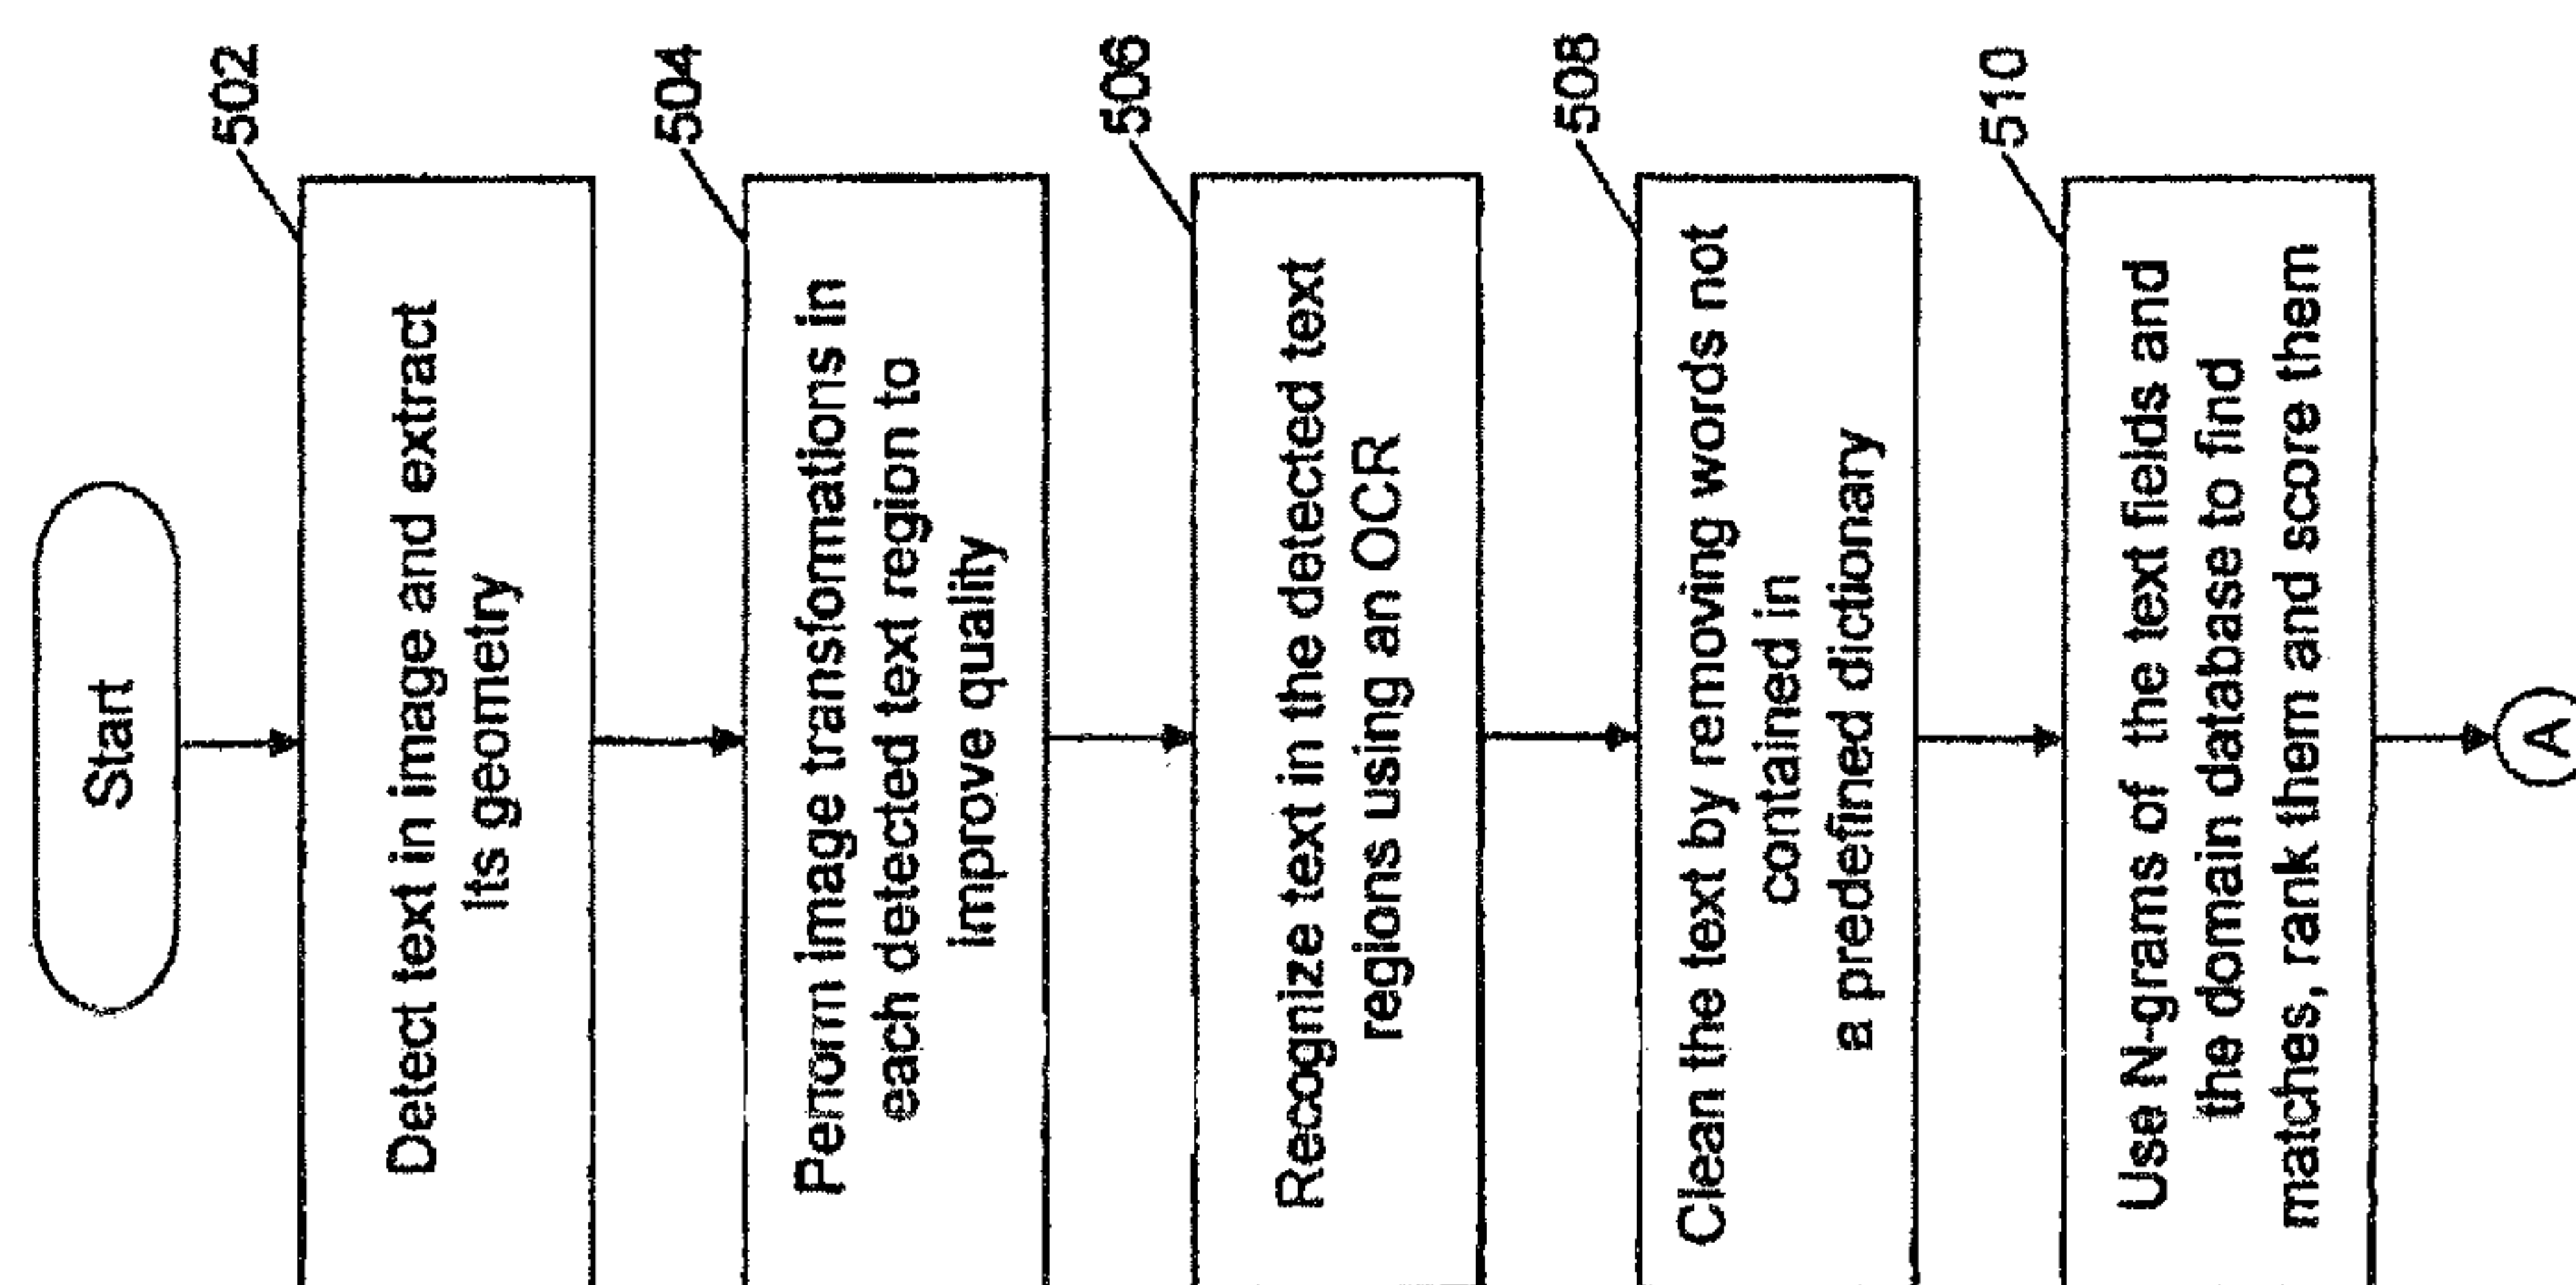 Start
502
Detect text in image and extract
its geometry
504
Perform image transformations in
each detected text region to
improve quality
506
Recognize text in the detected text
regions using an OCR
508
Clean the text by removing words not
contained in
a predefined dictionary
510
Use N-grams of the text fields and
the domain database to find
matches, rank them and score them
A